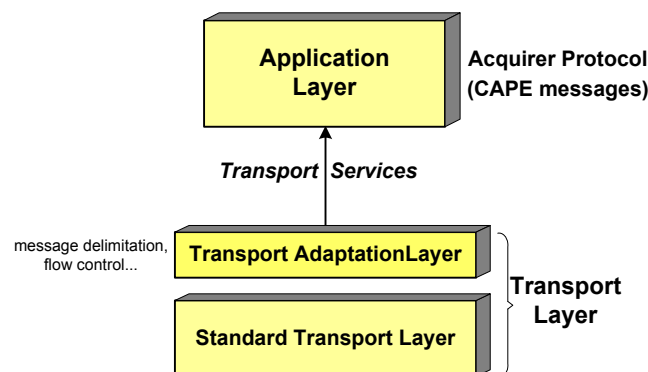 Application
Layer
Acquirer Protocol
(CAPE messages)
Transport Services
message delimitation,
flow control...
Transport AdaptationLayer
Transport
Layer
Standard Transport Layer